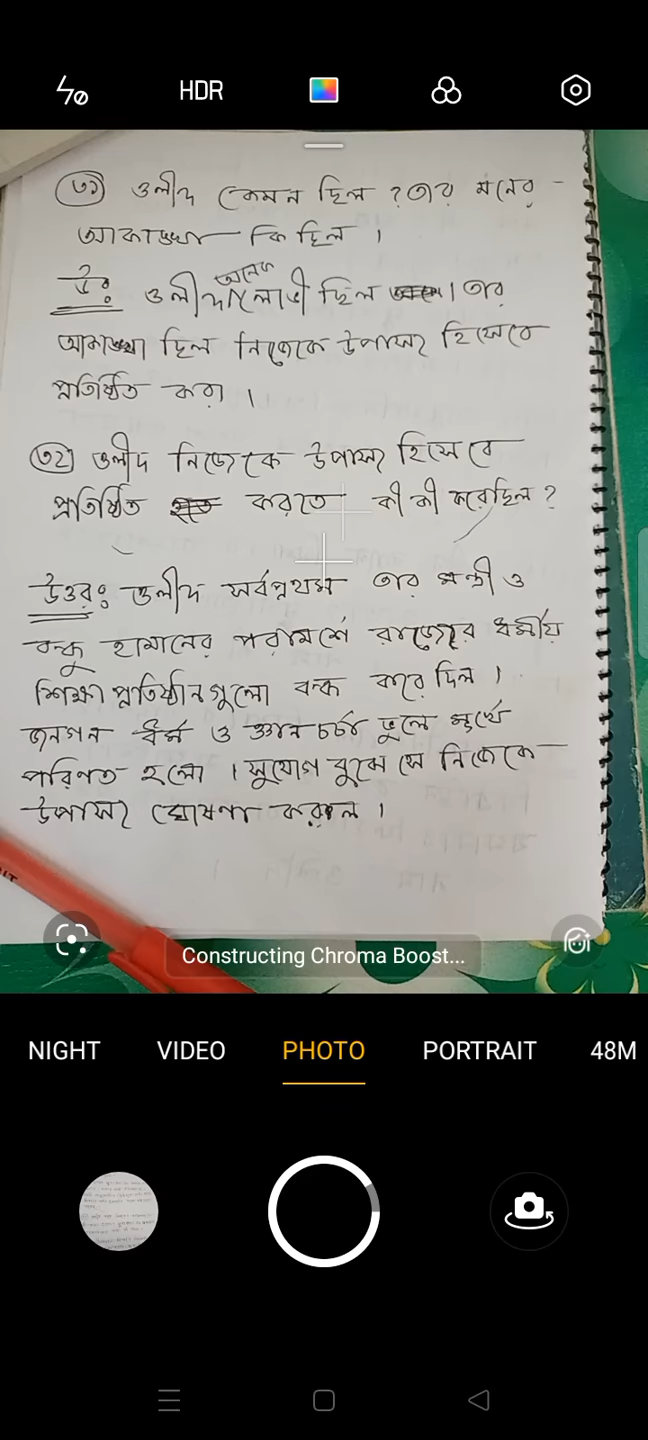 HDR
৩১ ওলীদ কেমন ছিল ? তার মনের
আকাঙ্খা কি ছিল ।
উঃ ওলীদ অনেক লোভী ছিল । তার
আকাঙ্খা ছিল নিজেকে উপাস্য হিসেবে
প্রতিষ্ঠিত করা ।
৩২ ওলীদ নিজেকে উপাস্য হিসেবে
প্রতিষ্ঠিত করতে কী কী করেছিল ?
উত্তরঃ ওলীদ সর্বপ্রথম তার মন্ত্রী ও
বন্ধু হামানের পরামর্শে রাজ্যের ধর্মীয়
শিক্ষা প্রতিষ্ঠান গুলো বন্ধ করে দিল ।
জনগন ধর্ম ও জ্ঞান চর্চা ভুলে মূর্খে
পরিণত হলো । সুযোগ বুঝে সে নিজেকে
উপাস্য ঘোষণা করল ।
Constructing Chroma Boost...
NIGHT VIDEO PHOTO PORTRAIT 48M